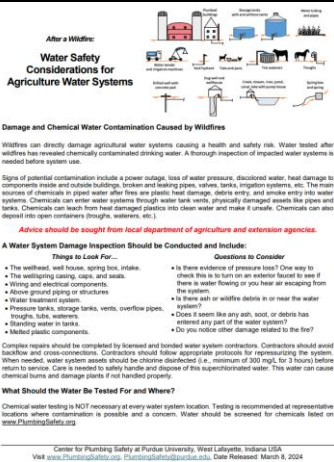 After a Wildfire:
Water Safety
Considerations for
Agriculture Water Systems
Plumbed
buildings
Damage and Chemical Water Contamination Caused by Wildfires
Wildfires can directly damage agricultural water systems causing a health and safety risk. Water tested after
wildfires has revealed chemically contaminated drinking water. A thorough inspection of impacted water systems is
needed before system use.
Signs of potential contamination include a power outage, loss of water pressure, discolored water, heat damage to
components inside and outside buildings, broken and leaking pipes, valves, tanks, irrigation systems, etc. The main
sources of chemicals in piped water after fires are plastic heat damage, debris entry, and smoke entry into water
systems. Chemicals can enter water systems through water tank vents, physically damaged assets like pipes and
tanks. Chemicals can leach from heat damaged plastics into clean water and make it unsafe. Chemicals can also
deposit into open containers (troughs, waterers, etc.).
Advice should be sought from local department of agriculture and extension agencies.
A Water System Damage Inspection Should be Conducted and Include:
Things to Look For…
• The wellhead, well house, spring box, intake.
• The well/spring casing, caps, and seals.
• Wiring and electrical components.
• Above ground piping or structures
• Water treatment system.
• Pressure tanks, storage tanks, vents, overflow pipes,
troughs, tubs, waterers.
• Standing water in tanks.
• Melted plastic components.
Questions to Consider
• Is there evidence of pressure loss? One way to
check this is to turn on an exterior faucet to see if
there is water flowing or you hear air escaping from
the system.
• Is there ash or wildfire debris in or near the water
system?
• Does it seem like any ash, soot, or debris has
entered any part of the water system?
• Do you notice other damage related to the fire?
Complex repairs should be completed by licensed and bonded water system contractors. Contractors should avoid
backflow and cross-connections. Contractors should follow appropriate protocols for repressurizing the system.
When needed, water system assets should be chlorine disinfected (i.e., minimum of 300 mg/L for 3 hours) before
return to service. Care is needed to safely handle and dispose of this superchlorinated water. This water can cause
chemical burns and damage plants if not handled properly.
What Should the Water Be Tested For and Where?
Chemical water testing is NOT necessary at every water system location. Testing is recommended at representative
locations where contamination is possible and a concern. Water should be screened for chemicals listed on
www.PlumbingSafety.org.
Center for Plumbing Safety at Purdue University, West Lafayette, Indiana USA
Visit www.PlumbingSafety.org, PlumbingSafety@purdue.edu, Date Released: March 8, 2024